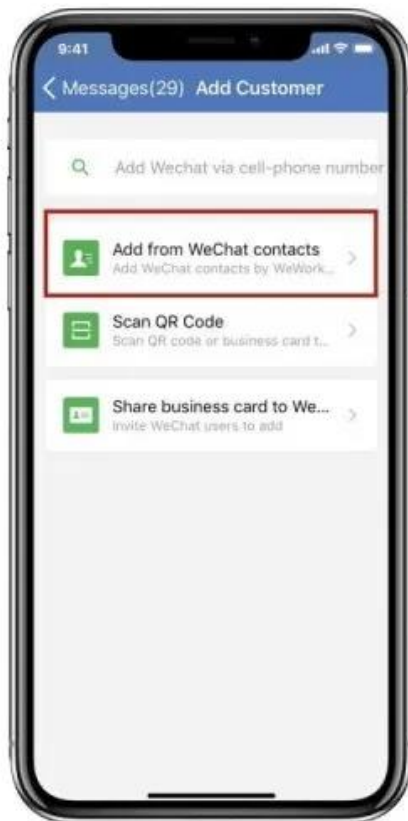 9:41
Messages(29) Add Customer
Add Wechat via cell-phone number
Add from WeChat contacts
Add WeChat contacts by WeWork...
Scan QR Code
Scan QR code or business card t...
Share business card to We...
Invite WeChat users to add